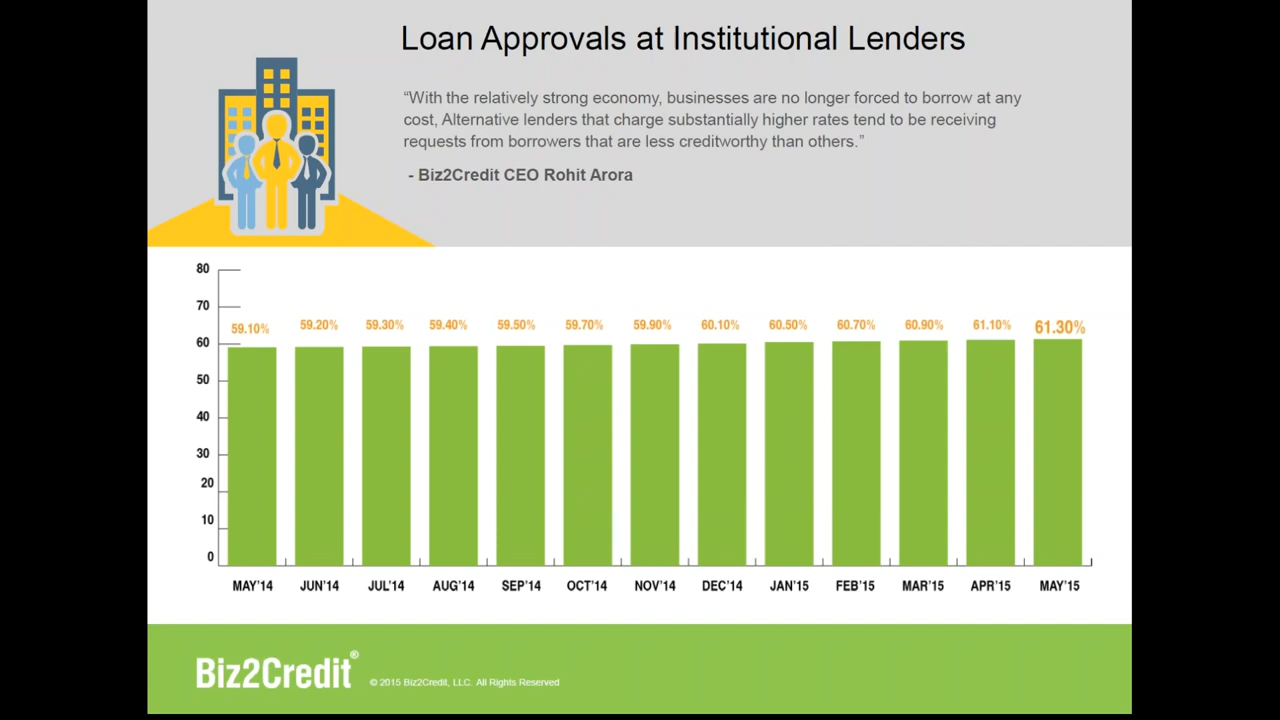 Loan Approvals at Institutional Lenders
“With the relatively strong economy, businesses are no longer forced to borrow at any
cost, Alternative lenders that charge substantially higher rates tend to be receiving
requests from borrowers that are less creditworthy than others.”
- Biz2Credit CEO Rohit Arora
80
70
60
50
40
30
20
10
0
59.10% 59.20% 59.30% 59.40% 59.50% 59.70% 59.90% 60.10% 60.50% 60.70% 60.90% 61.10% 61.30%
MAY'14 JUN'14 JUL'14 AUG'14 SEP'14 OCT'14 NOV'14 DEC'14 JAN'15 FEB'15 MAR'15 APR'15 MAY'15
Biz2Credit® © 2015 Biz2Credit, LLC. All Rights Reserved